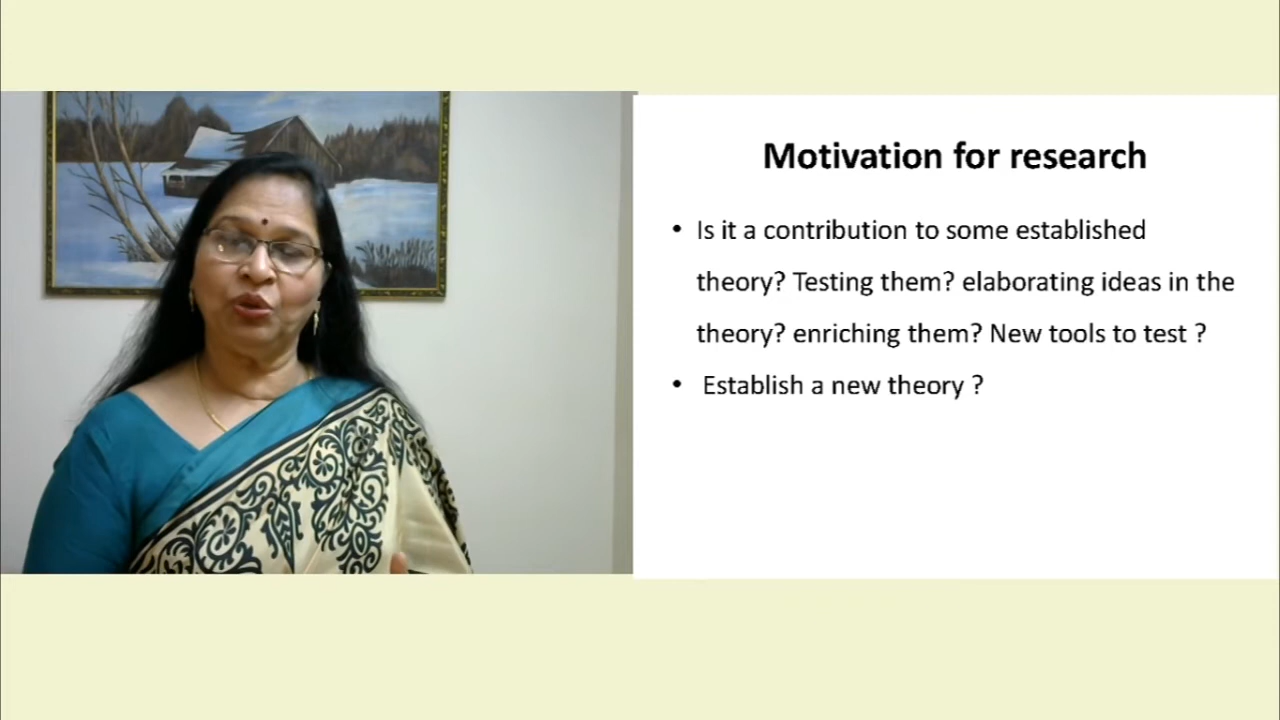 Motivation for research
• Is it a contribution to some established
theory? Testing them? elaborating ideas in the
theory? enriching them? New tools to test ?
• Establish a new theory ?